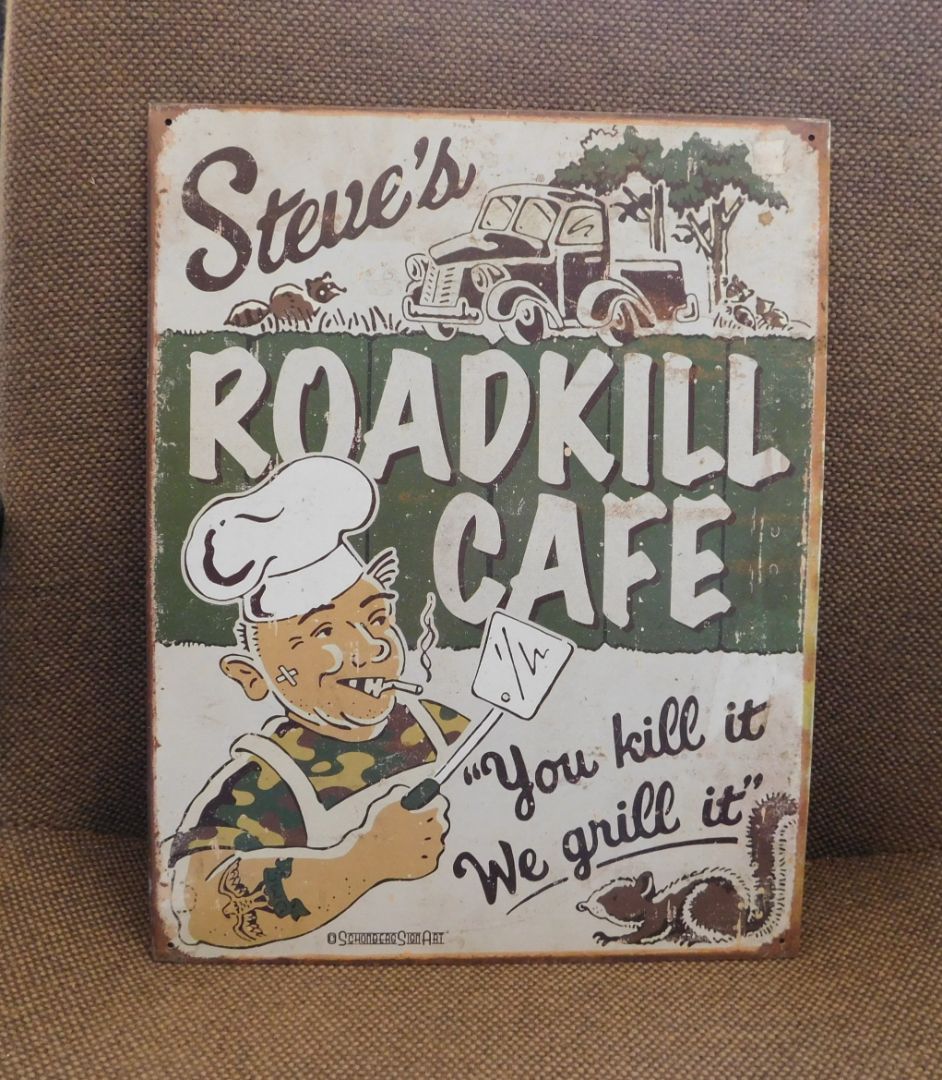 Steve's
ROADKILL
CAFE
"You kill it
We grill it"
© SCHONBERG SIGN ART